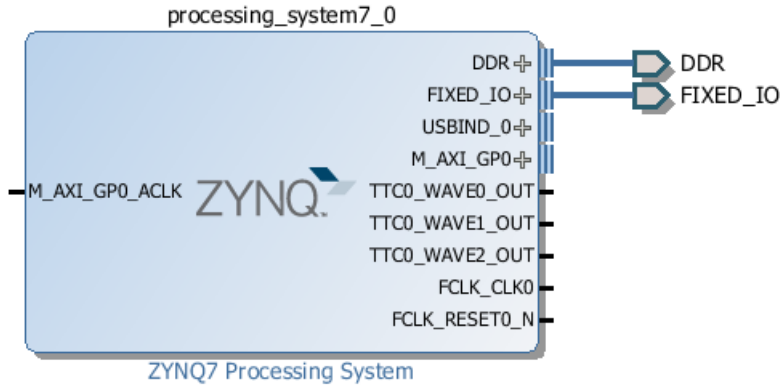 processing_system7_0
DDR
DDR
FIXED_IO
FIXED_IO
USBIND_0
M_AXI_GP0
M_AXI_GP0_ACLK
ZYNQ
TTC0_WAVE0_OUT
TTC0_WAVE1_OUT
TTC0_WAVE2_OUT
FCLK_CLK0
FCLK_RESET0_N
ZYNQ7 Processing System